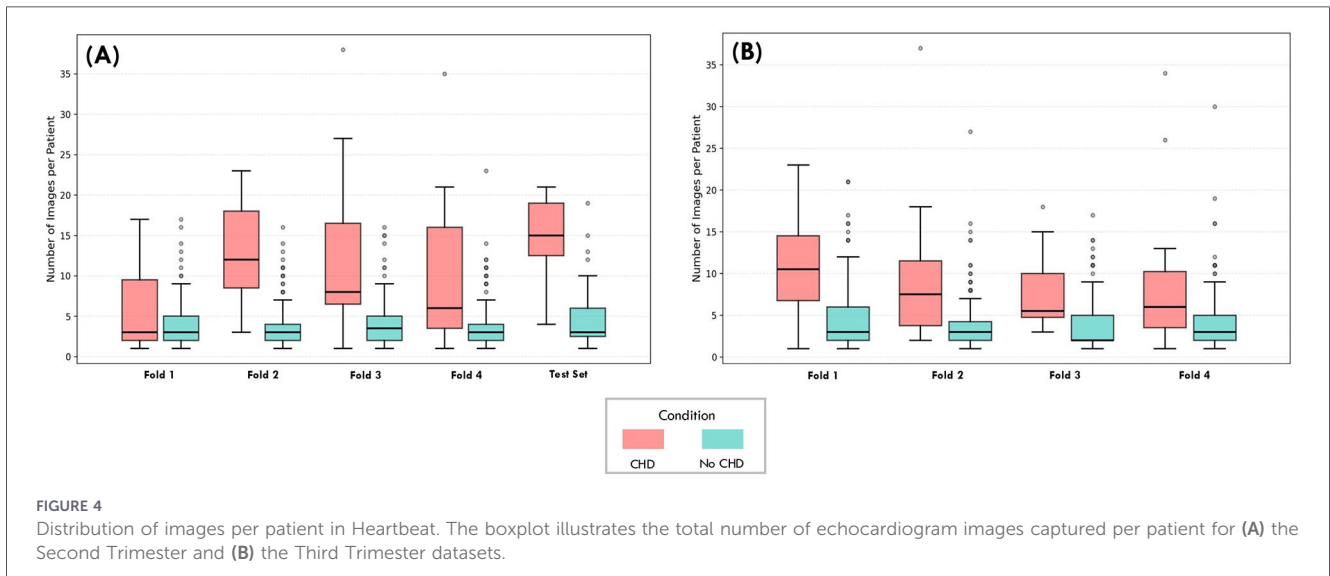 (A)
Number of Images per Patient
35
30
25
20
15
10
5
0
Fold 1 Fold 2 Fold 3 Fold 4 Test Set
(B)
Number of Images per Patient
35
30
25
20
15
10
5
0
Fold 1 Fold 2 Fold 3 Fold 4
Condition
CHD No CHD
FIGURE 4
Distribution of images per patient in Heartbeat. The boxplot illustrates the total number of echocardiogram images captured per patient for (A) the
Second Trimester and (B) the Third Trimester datasets.